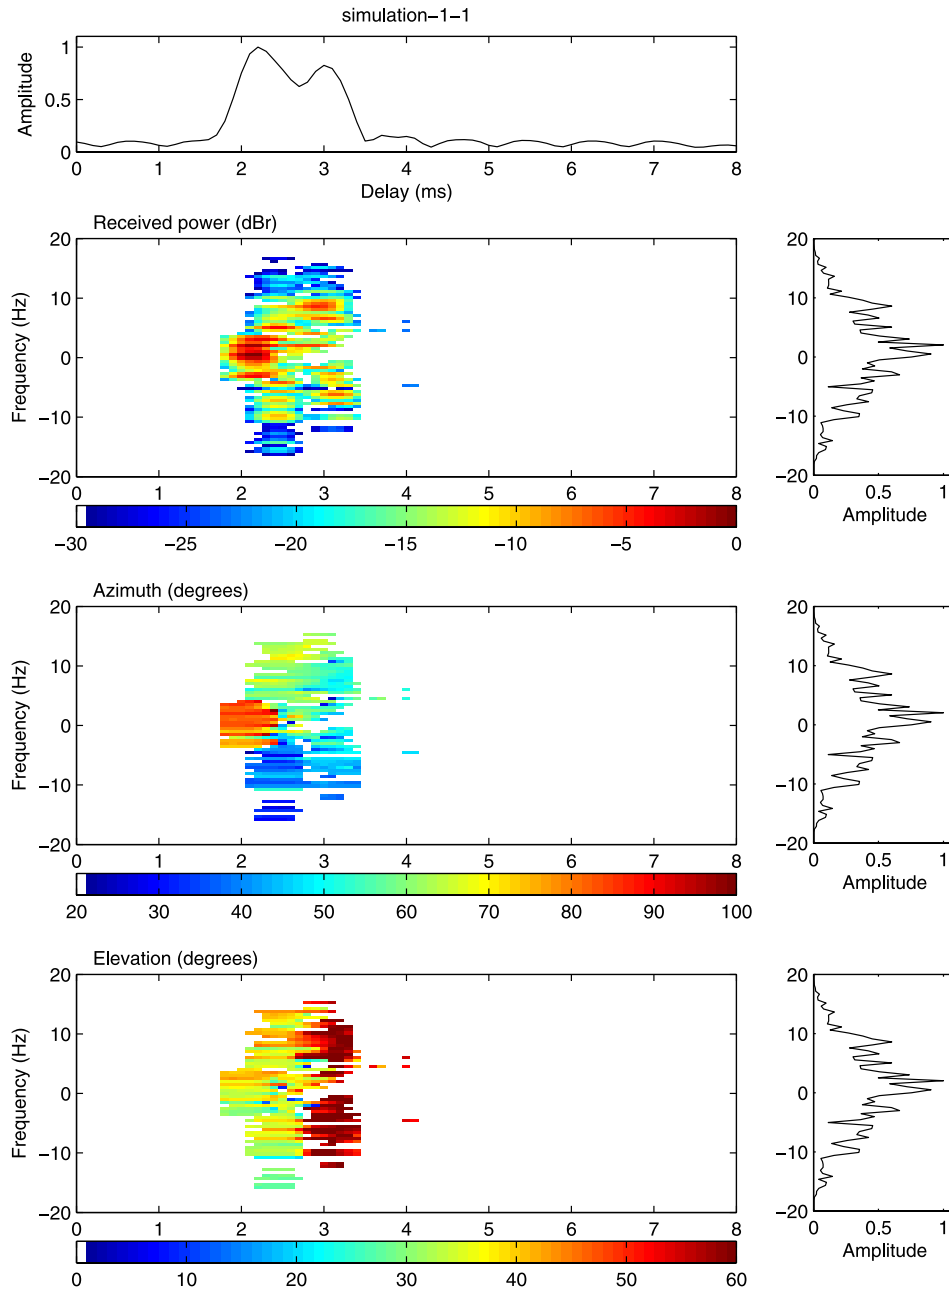 simulation−1−1
1
0.5
0
Amplitude
0 1 2 3 4 5 6 7 8
Delay (ms)
Received power (dBr)
20
10
0
−10
−20
Frequency (Hz)
0 1 2 3 4 5 6 7 8
−30 −25 −20 −15 −10 −5 0
20
10
0
−10
−20
0 0.5 1
Amplitude
Azimuth (degrees)
20
10
0
−10
−20
Frequency (Hz)
0 1 2 3 4 5 6 7 8
20 30 40 50 60 70 80 90 100
20
10
0
−10
−20
0 0.5 1
Amplitude
Elevation (degrees)
20
10
0
−10
−20
Frequency (Hz)
0 1 2 3 4 5 6 7 8
0 10 20 30 40 50 60
20
10
0
−10
−20
0 0.5 1
Amplitude